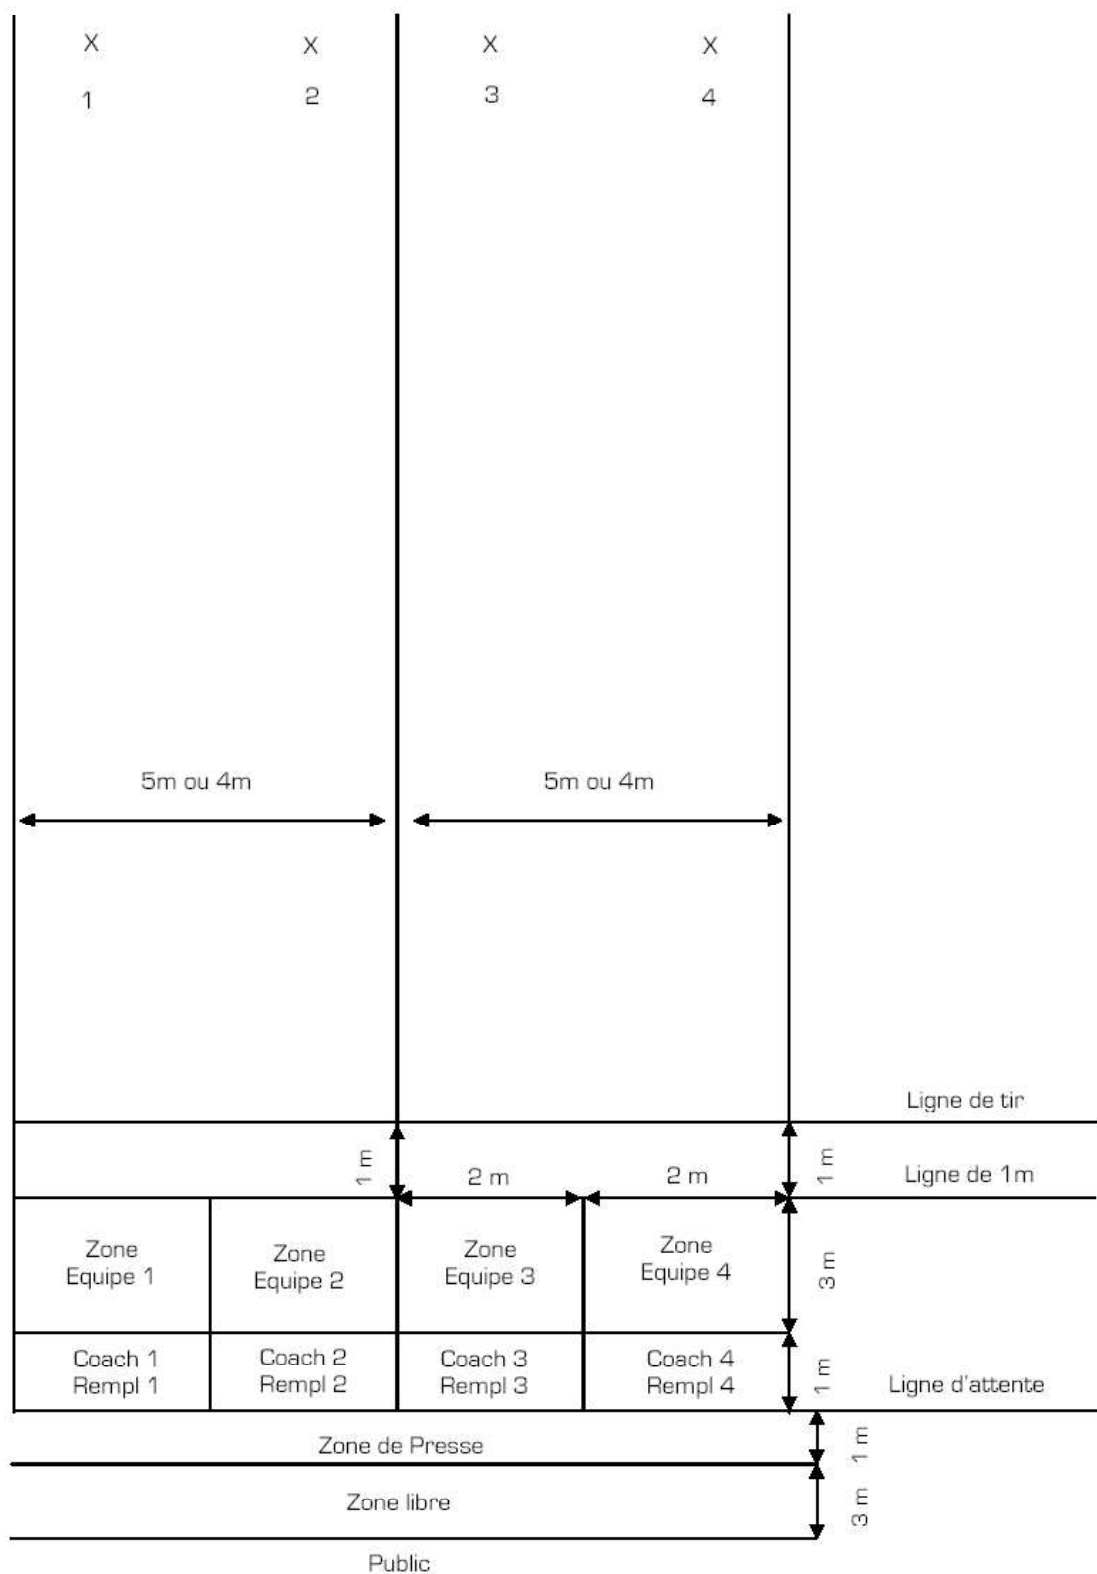 X X X X
1 2 3 4
5m ou 4m 5m ou 4m
Ligne de tir
1 m 2 m 2 m 1 m Ligne de 1m
Zone Zone Zone Zone
Equipe 1 Equipe 2 Equipe 3 Equipe 4 3 m
Coach 1 Coach 2 Coach 3 Coach 4
Rempl 1 Rempl 2 Rempl 3 Rempl 4 1 m Ligne d'attente
Zone de Presse 1 m
Zone libre 3 m
Public